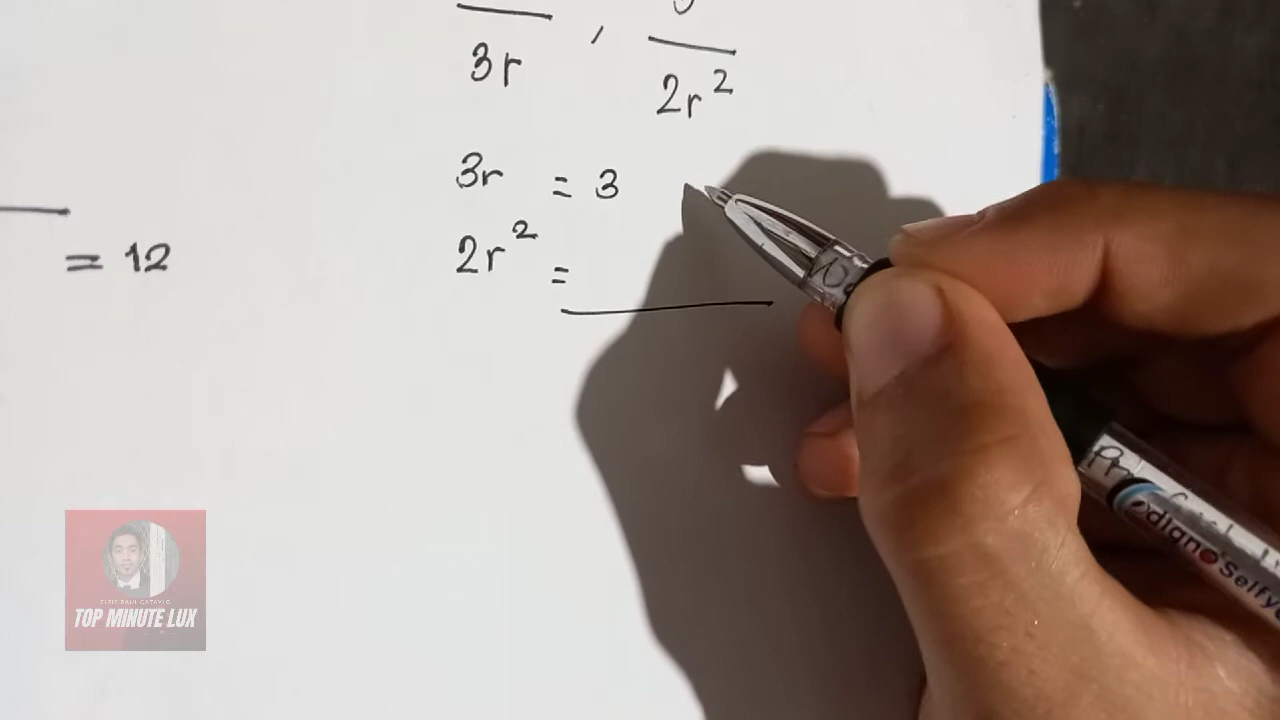 3r , 2r²
3r = 3
2r² =
= 12
TOP MINUTE LUX